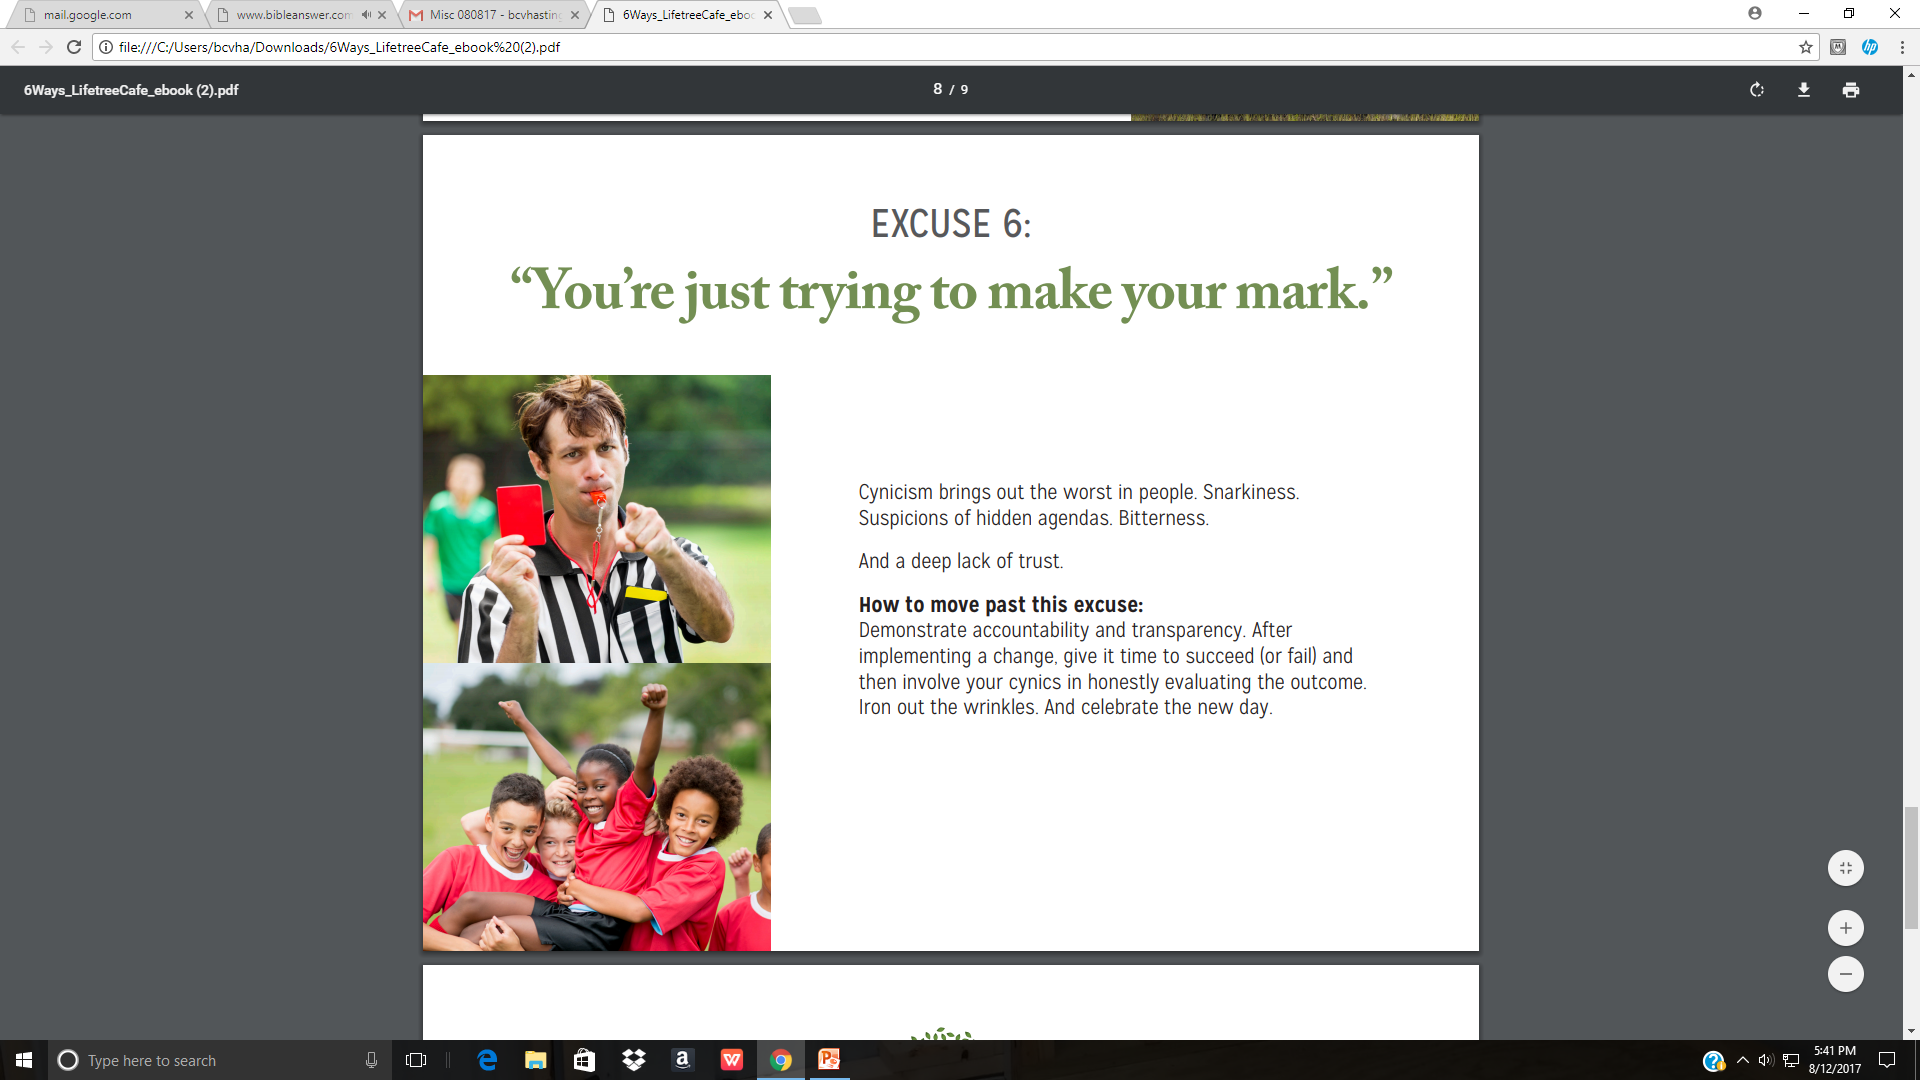 mail.google.com
www.bibleanswer.com
Misc 080817 - bcvhasting
6Ways_LifetreeCafe_eboo
file:///C:/Users/bcvha/Downloads/6Ways_LifetreeCafe_ebook%20(2).pdf
6Ways_LifetreeCafe_ebook (2).pdf
8 / 9
EXCUSE 6:
“You’re just trying to make your mark.”
Cynicism brings out the worst in people. Snarkiness.
Suspicions of hidden agendas. Bitterness.
And a deep lack of trust.
How to move past this excuse:
Demonstrate accountability and transparency. After
implementing a change, give it time to succeed (or fail) and
then involve your cynics in honestly evaluating the outcome.
Iron out the wrinkles. And celebrate the new day.
Type here to search
5:41 PM
8/12/2017